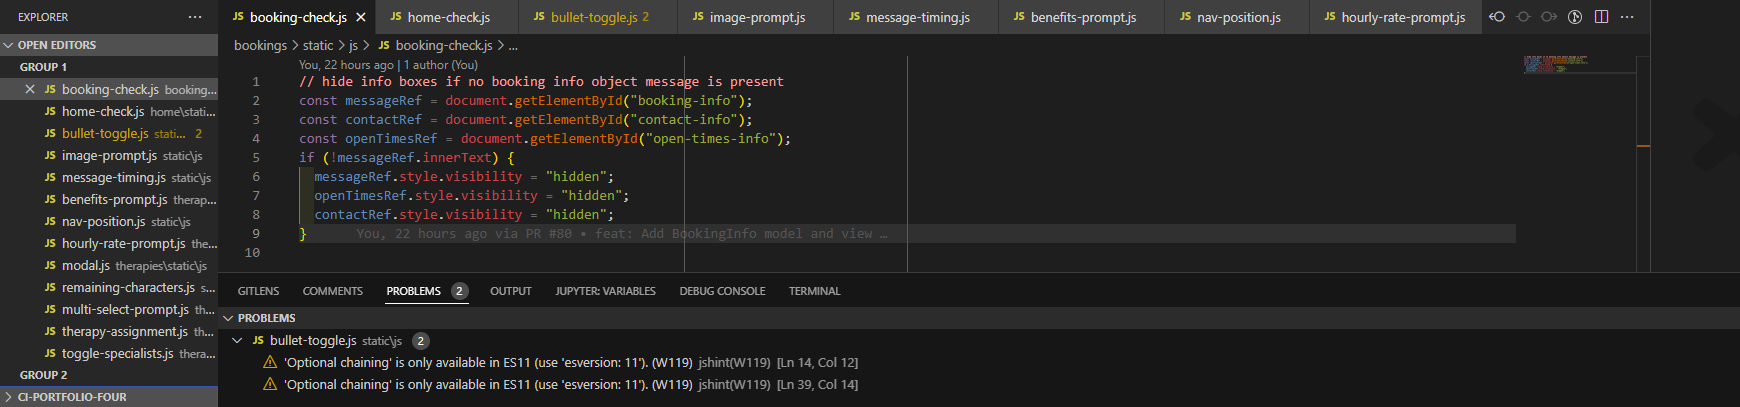 EXPLORER
OPEN EDITORS
GROUP 1
JS booking-check.js booking...
JS home-check.js home\stati...
JS bullet-toggle.js stati... 2
JS image-prompt.js static\js
JS message-timing.js static\js
JS benefits-prompt.js therap...
JS nav-position.js static\js
JS hourly-rate-prompt.js the...
JS modal.js therapies\static\js
JS remaining-characters.js s...
JS multi-select-prompt.js th...
JS therapy-assignment.js th...
JS toggle-specialists.js thera...
GROUP 2
CI-PORTFOLIO-FOUR
JS booking-check.js JS home-check.js JS bullet-toggle.js 2 JS image-prompt.js JS message-timing.js JS benefits-prompt.js JS nav-position.js JS hourly-rate-prompt.js
bookings > static > js > JS booking-check.js > ...
You, 22 hours ago | 1 author (You)
1 // hide info boxes if no booking info object message is present
2 const messageRef = document.getElementById("booking-info");
3 const contactRef = document.getElementById("contact-info");
4 const openTimesRef = document.getElementById("open-times-info");
5 if (!messageRef.innerText) {
6 messageRef.style.visibility = "hidden";
7 openTimesRef.style.visibility = "hidden";
8 contactRef.style.visibility = "hidden";
9 } You, 22 hours ago via PR #80 • feat: Add BookingInfo model and view …
10
GITLENS COMMENTS PROBLEMS 2 OUTPUT JUPYTER: VARIABLES DEBUG CONSOLE TERMINAL
PROBLEMS
JS bullet-toggle.js static\js 2
'Optional chaining' is only available in ES11 (use 'esversion: 11'). (W119) jshint(W119) [Ln 14, Col 12]
'Optional chaining' is only available in ES11 (use 'esversion: 11'). (W119) jshint(W119) [Ln 39, Col 14]